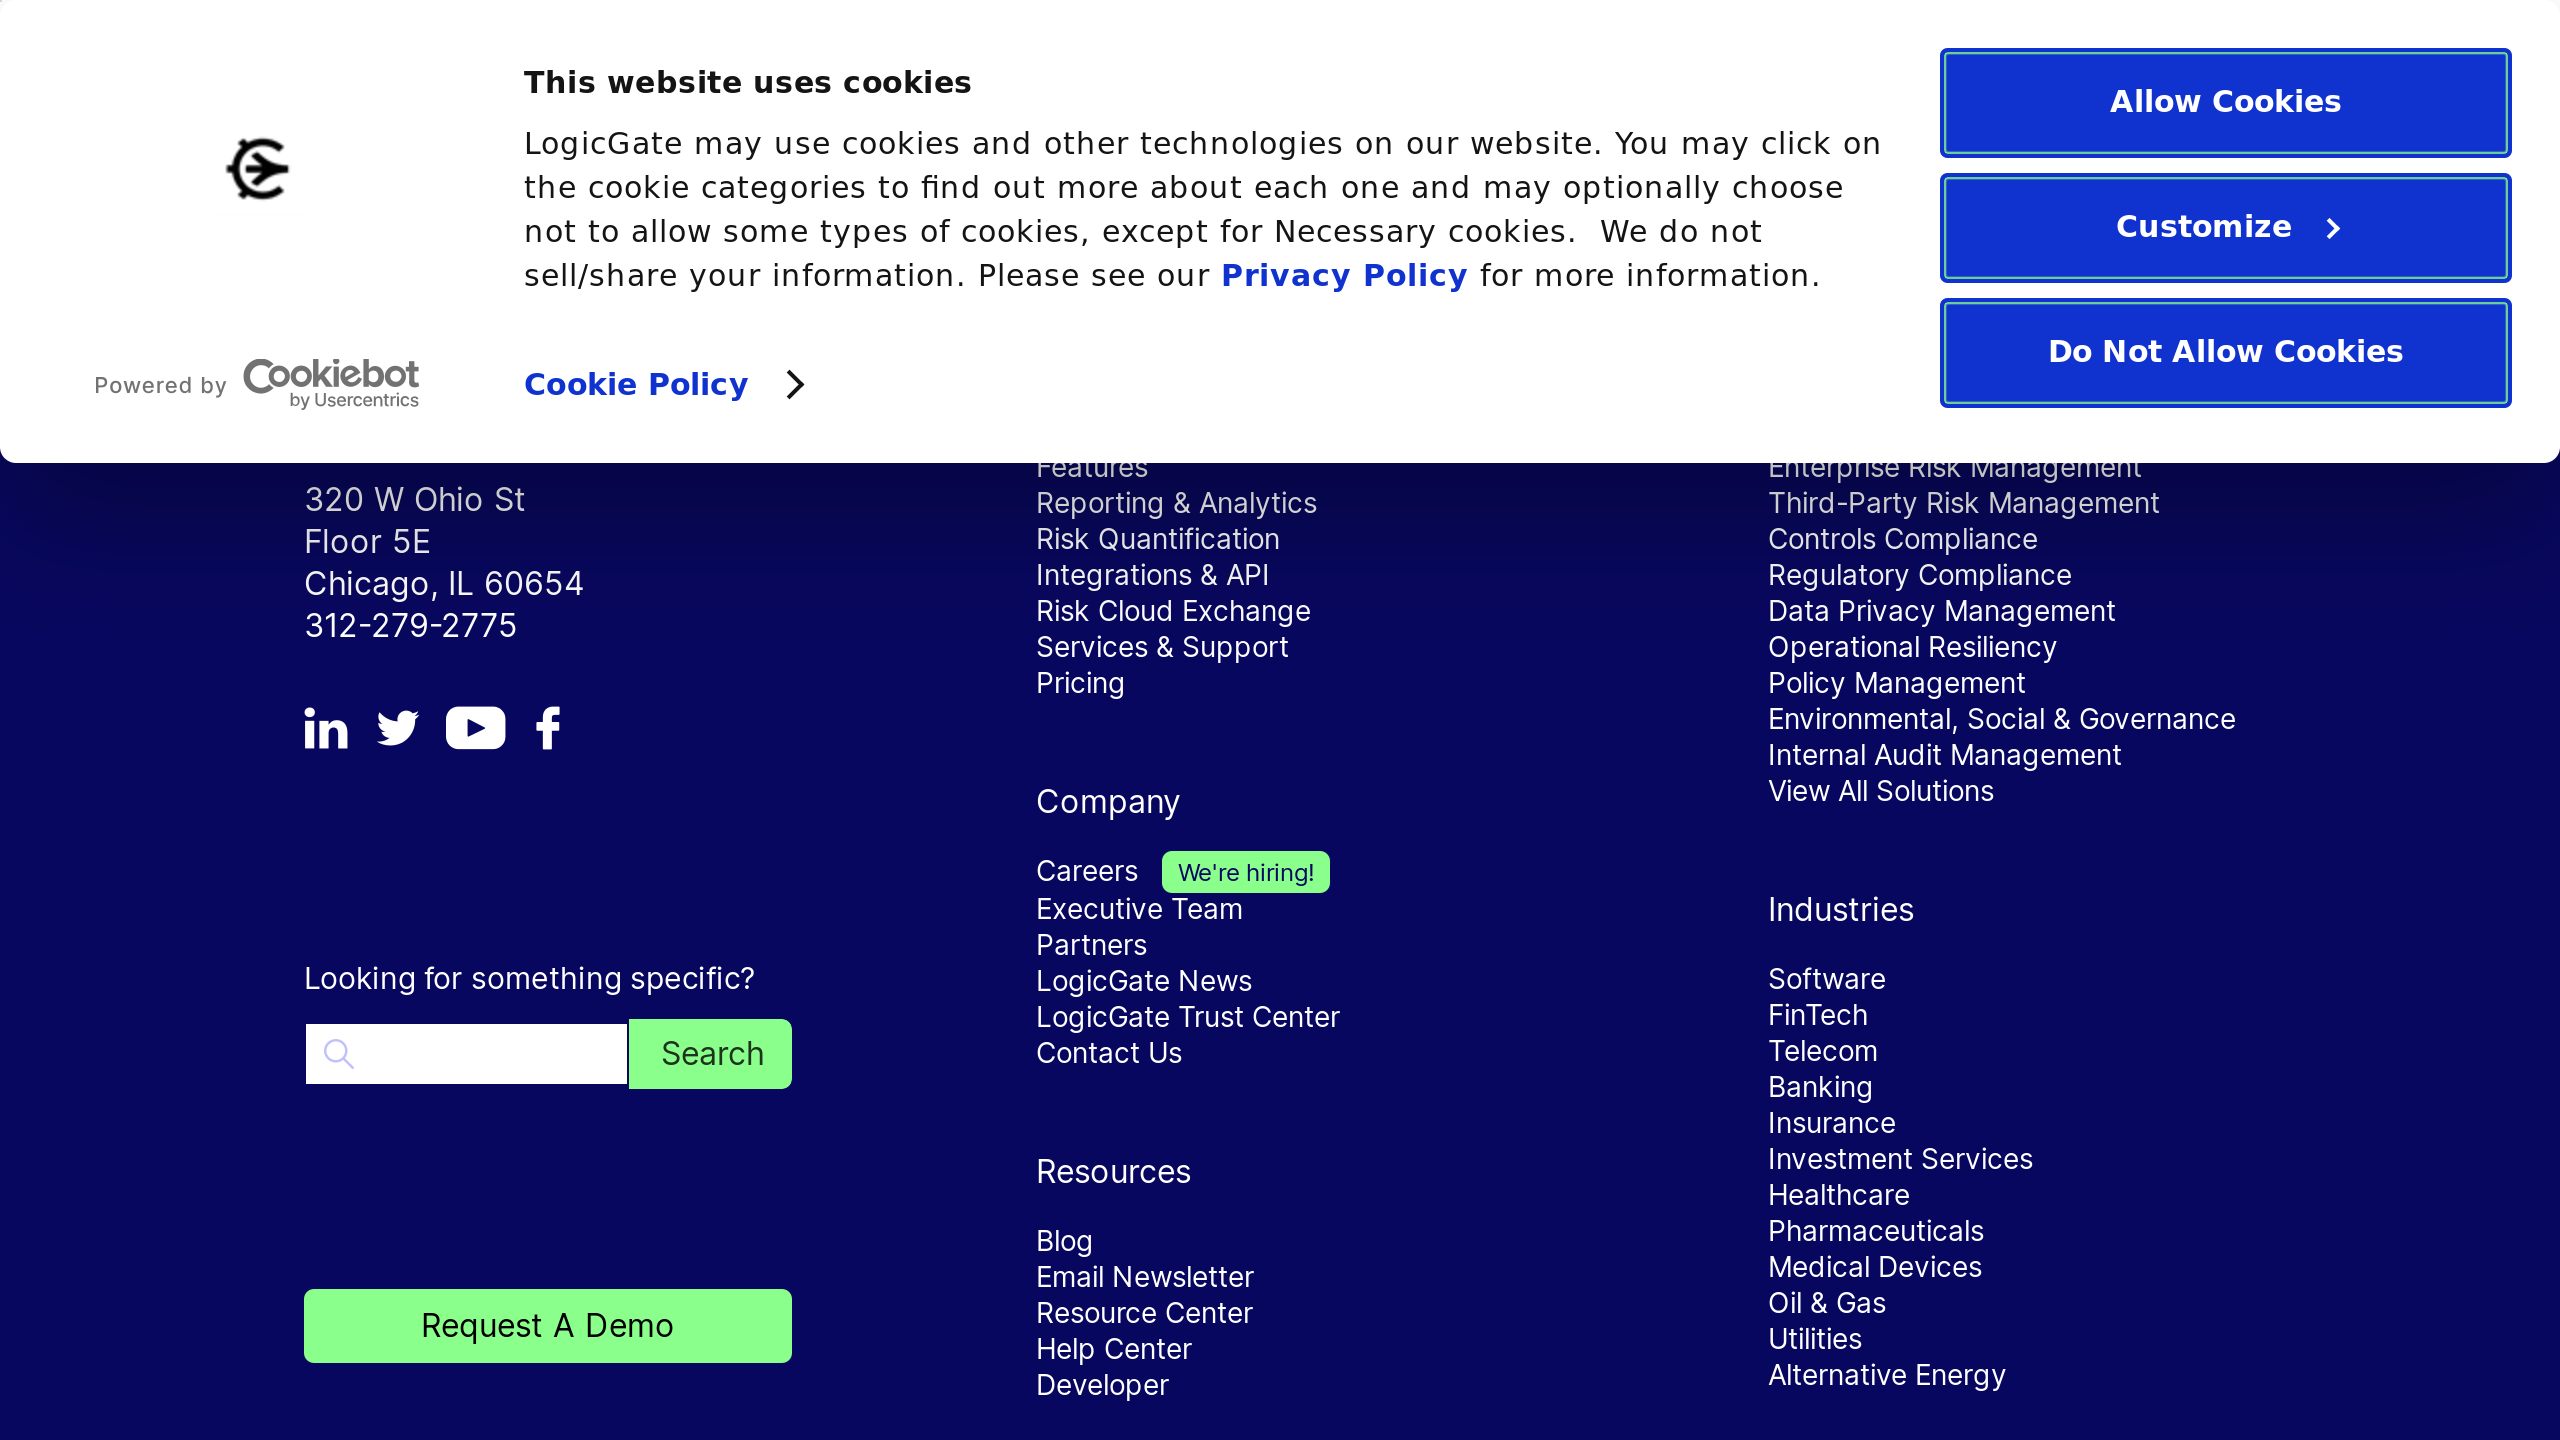 This website uses cookies
LogicGate may use cookies and other technologies on our website. You may click on
the cookie categories to find out more about each one and may optionally choose
not to allow some types of cookies, except for Necessary cookies.  We do not
sell/share your information. Please see our Privacy Policy for more information.
Powered by Cookiebot
by Usercentrics
Cookie Policy
Allow Cookies
Customize
Do Not Allow Cookies
320 W Ohio St
Floor 5E
Chicago, IL 60654
312-279-2775
Looking for something specific?
Search
Request A Demo
Features
Reporting & Analytics
Risk Quantification
Integrations & API
Risk Cloud Exchange
Services & Support
Pricing
Company
Careers We're hiring!
Executive Team
Partners
LogicGate News
LogicGate Trust Center
Contact Us
Resources
Blog
Email Newsletter
Resource Center
Help Center
Developer
Enterprise Risk Management
Third-Party Risk Management
Controls Compliance
Regulatory Compliance
Data Privacy Management
Operational Resiliency
Policy Management
Environmental, Social & Governance
Internal Audit Management
View All Solutions
Industries
Software
FinTech
Telecom
Banking
Insurance
Investment Services
Healthcare
Pharmaceuticals
Medical Devices
Oil & Gas
Utilities
Alternative Energy